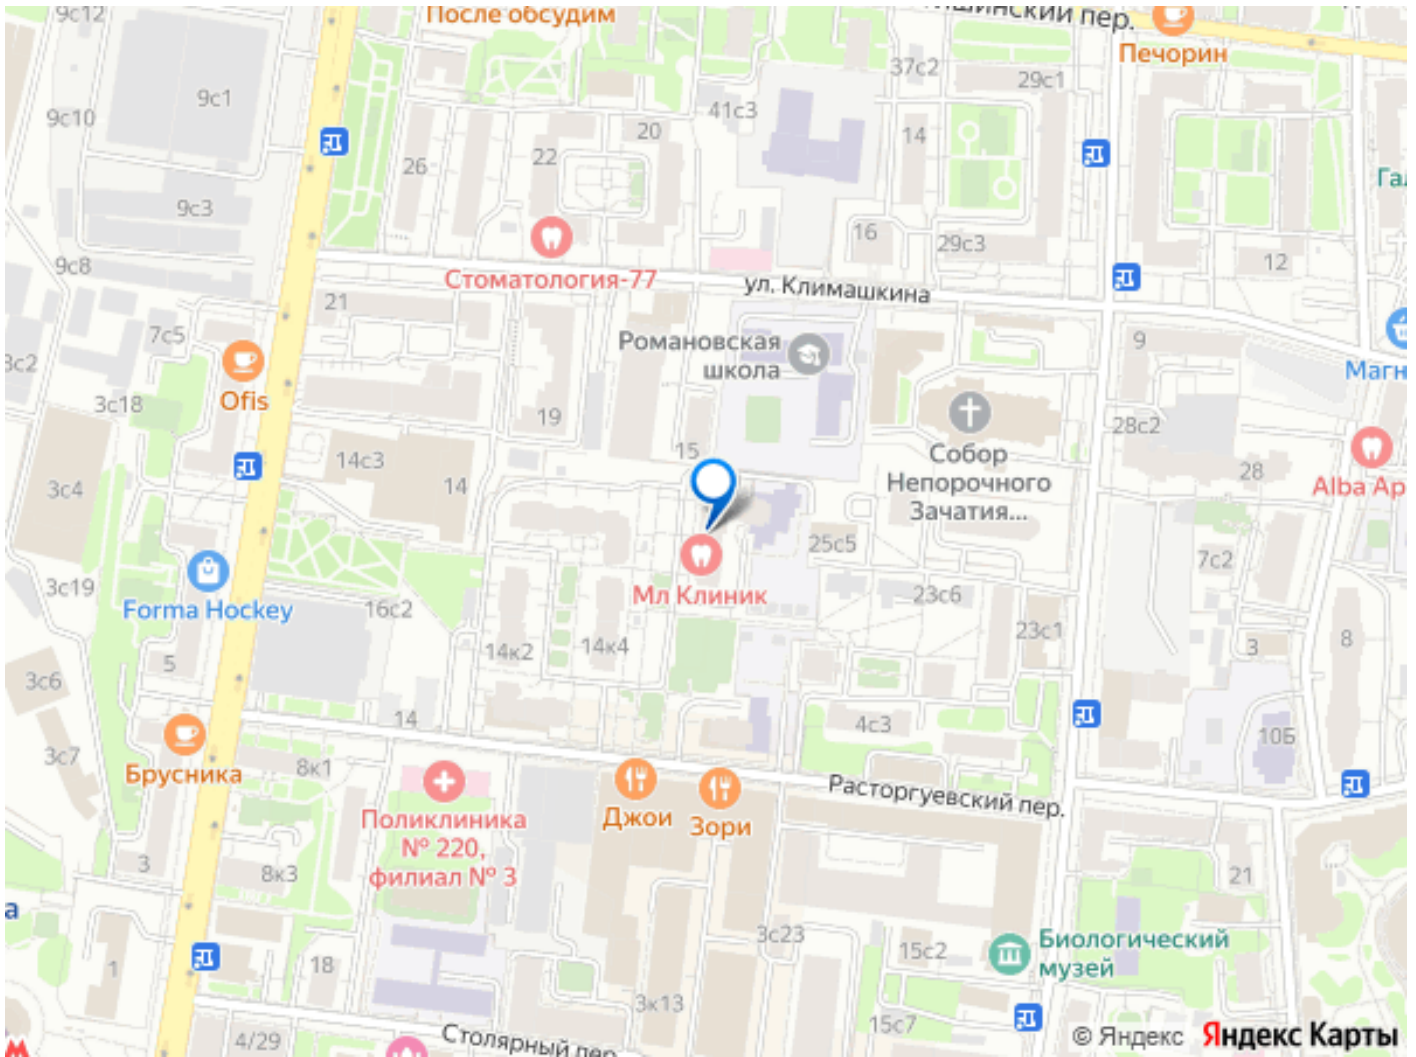 9с12
После обсудим
Печорин
37с2
29с1
9с1
9с10
41с3
20
14
22
26
9с3
16
29с3
12
9с8
Стоматология-77
ул. Климашкина
21
7с5
Романовская
школа
9
3с18
Ofis
19
28с2
15
Собор
Непорочного
Зачатия...
14с3
14
28
3с4
25с5
7с2
3с19
Forma Hockey
16с2
Мл Клиник
23с6
23с1
3
8
14к2
14к4
5
3с6
14
4с3
10Б
3с7
Брусника
8к1
Расторгуевский пер.
Джои
Зори
Поликлиника
№ 220,
филиал № 3
3
8к3
21
3с23
15с2
Биологический
музей
1
18
3к13
15с7
4/29
Столярный пер.
© Яндекс Яндекс Карты